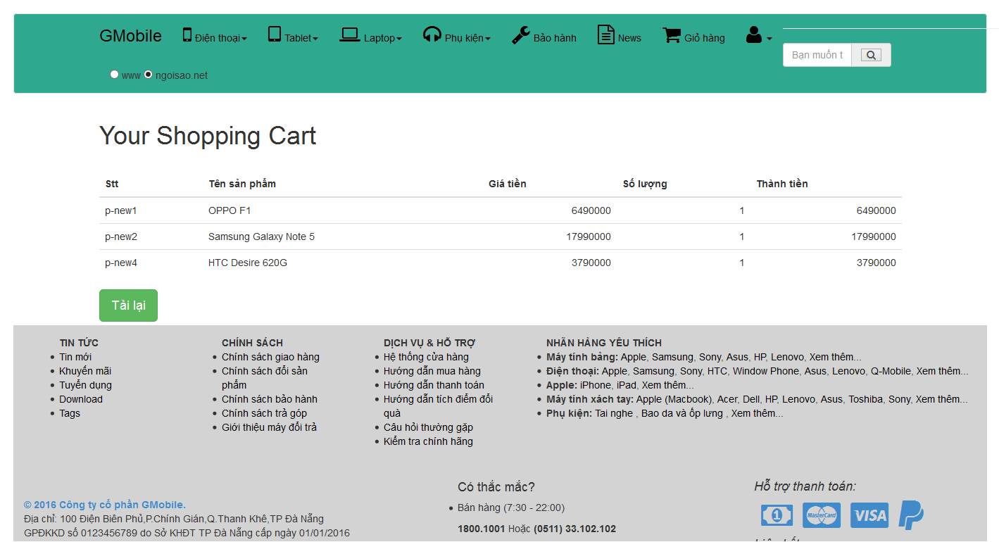 GMobile Điện thoại Tablet Laptop Phụ kiện Bảo hành News Giỏ hàng
Bạn muốn t
www ngoisao.net
Your Shopping Cart
Stt Tên sản phẩm Giá tiền Số lượng Thành tiền
p-new1 OPPO F1 6490000 1 6490000
p-new2 Samsung Galaxy Note 5 17990000 1 17990000
p-new4 HTC Desire 620G 3790000 1 3790000
Tải lại
TIN TỨC
Tin mới
Khuyến mãi
Tuyển dụng
Download
Tags
CHÍNH SÁCH
Chính sách giao hàng
Chính sách đổi sản
phẩm
Chính sách bảo hành
Chính sách trả góp
Giới thiệu máy đổi trả
DỊCH VỤ & HỖ TRỢ
Hệ thống cửa hàng
Hướng dẫn mua hàng
Hướng dẫn thanh toán
Hướng dẫn tích điểm đổi
quà
Câu hỏi thường gặp
Kiểm tra chính hãng
NHÃN HÀNG YÊU THÍCH
Máy tính bảng: Apple, Samsung, Sony, Asus, HP, Lenovo, Xem thêm...
Điện thoại: Apple, Samsung, Sony, HTC, Window Phone, Asus, Lenovo, Q-Mobile, Xem thêm...
Apple: iPhone, iPad, Xem thêm...
Máy tính xách tay: Apple (Macbook), Acer, Dell, HP, Lenovo, Asus, Toshiba, Sony, Xem thêm...
Phụ kiện: Tai nghe , Bao da và ốp lưng , Xem thêm...
© 2016 Công ty cổ phần GMobile.
Địa chỉ: 100 Điện Biên Phủ,P.Chính Gián,Q.Thanh Khê,TP Đà Nẵng
GPĐKKD số 0123456789 do Sở KHĐT TP Đà Nẵng cấp ngày 01/01/2016
Có thắc mắc?
Bán hàng (7:30 - 22:00)
1800.1001 Hoặc (0511) 33.102.102
Hỗ trợ thanh toán:
1 MasterCard VISA